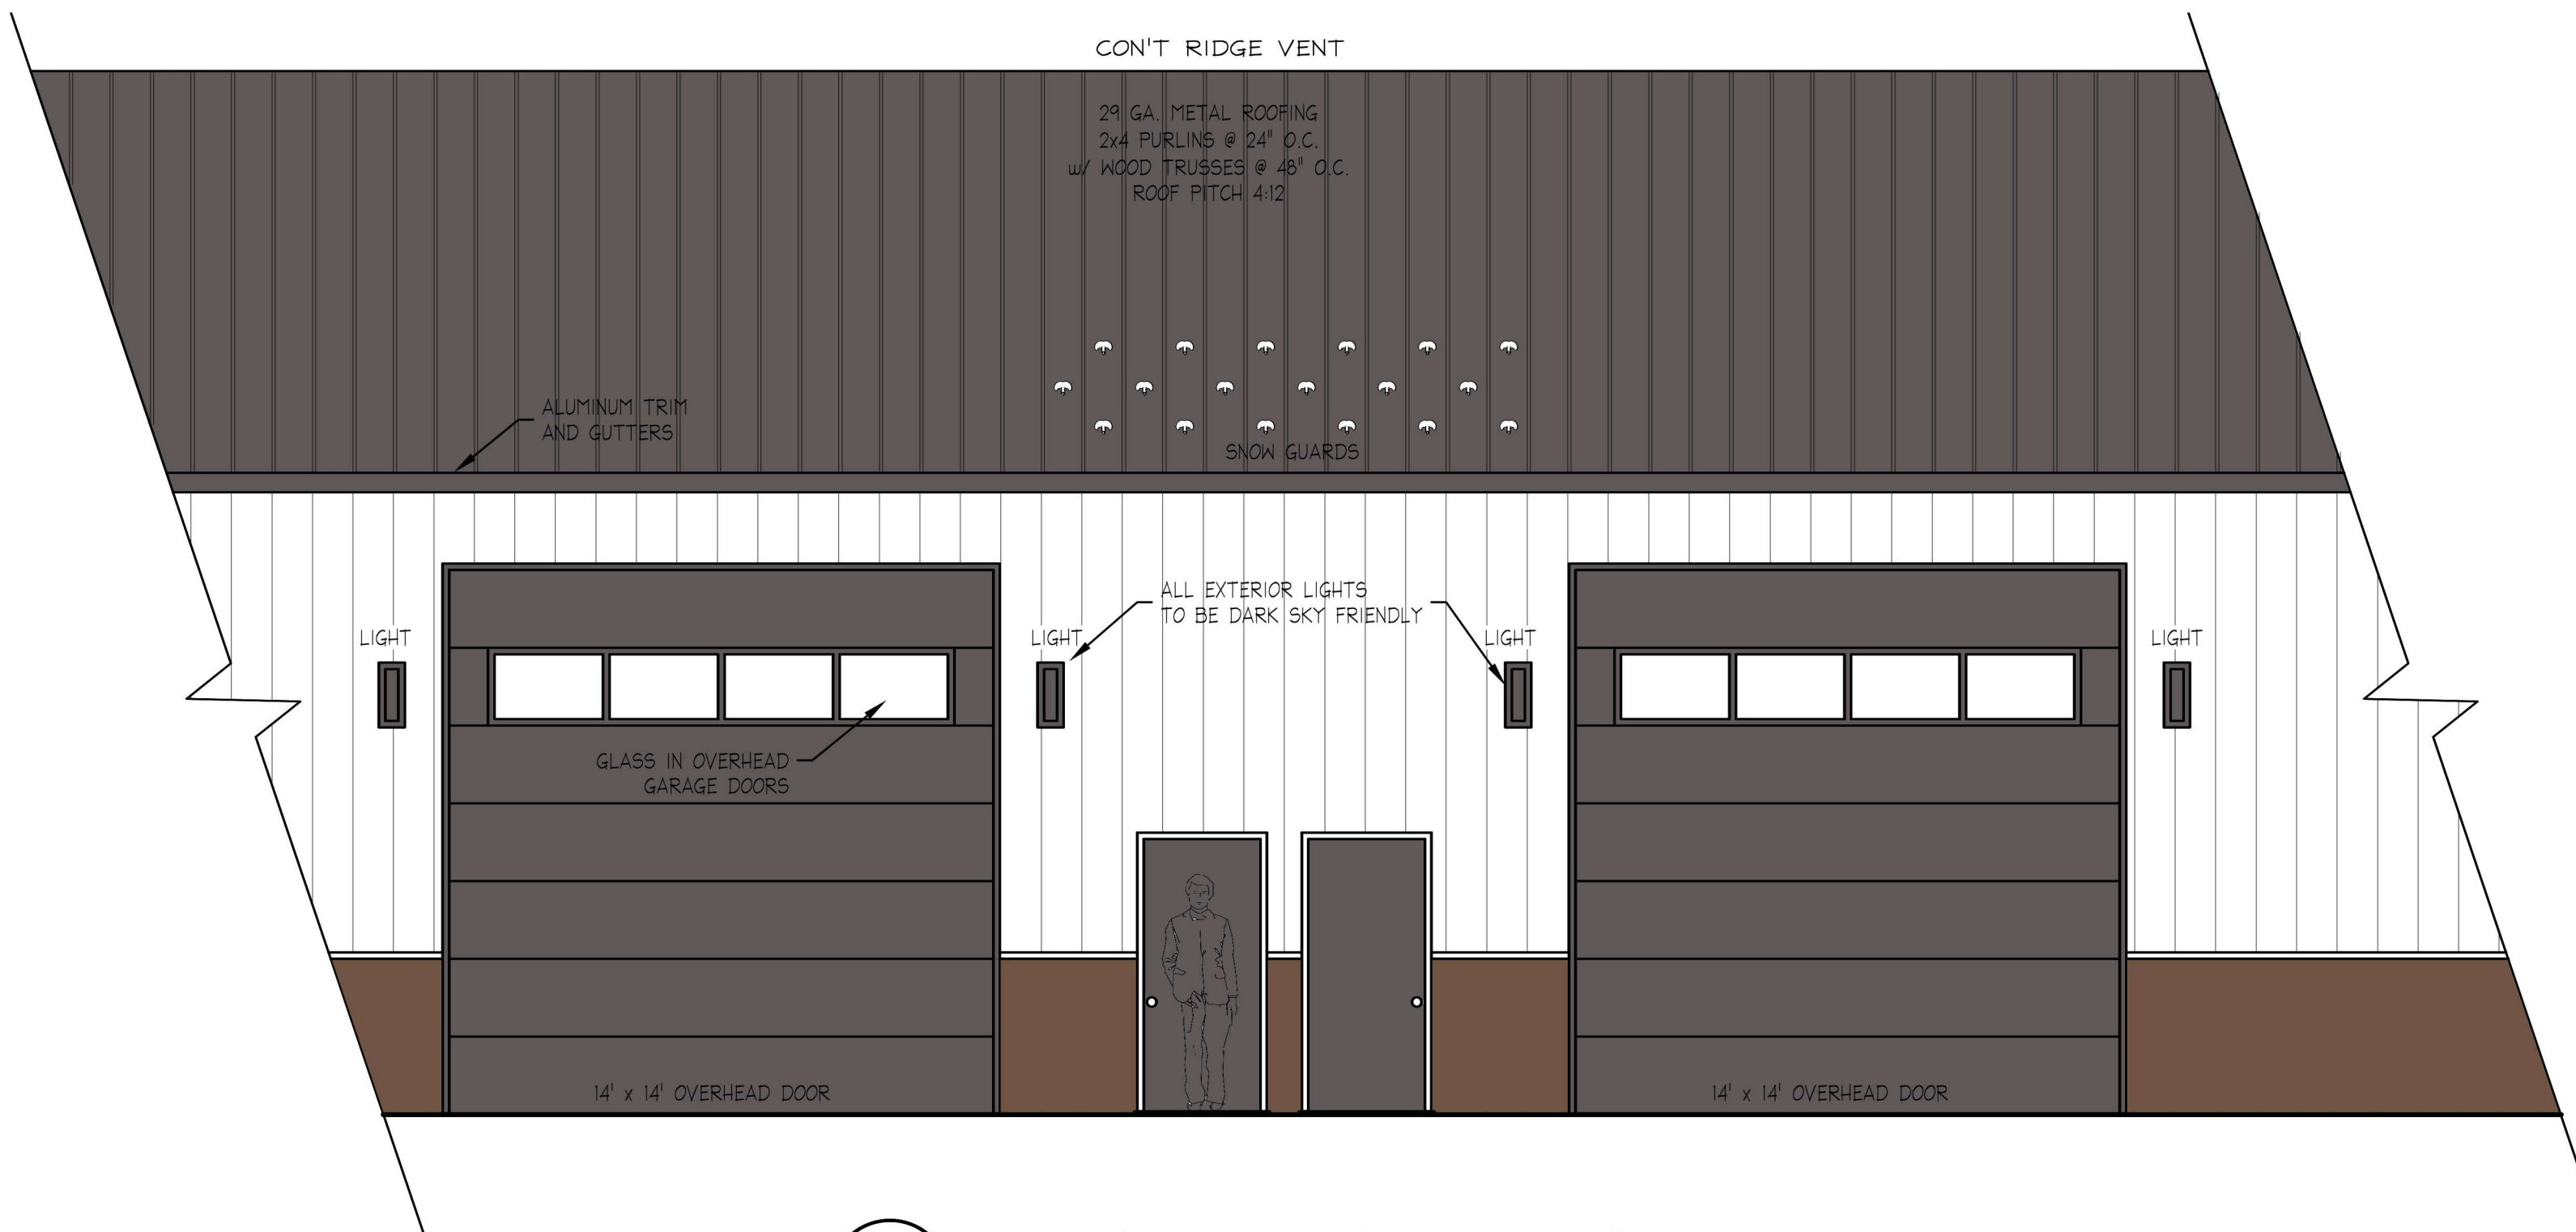 CON'T RIDGE VENT
29 GA. METAL ROOFING
2x4 PURLINS @ 24" O.C.
w/ WOOD TRUSSES @ 48" O.C.
ROOF PITCH 4:12
ALUMINUM TRIM
AND GUTTERS
SNOW GUARDS
ALL EXTERIOR LIGHTS
TO BE DARK SKY FRIENDLY
LIGHT
LIGHT
LIGHT
LIGHT
GLASS IN OVERHEAD
GARAGE DOORS
14' x 14' OVERHEAD DOOR
14' x 14' OVERHEAD DOOR